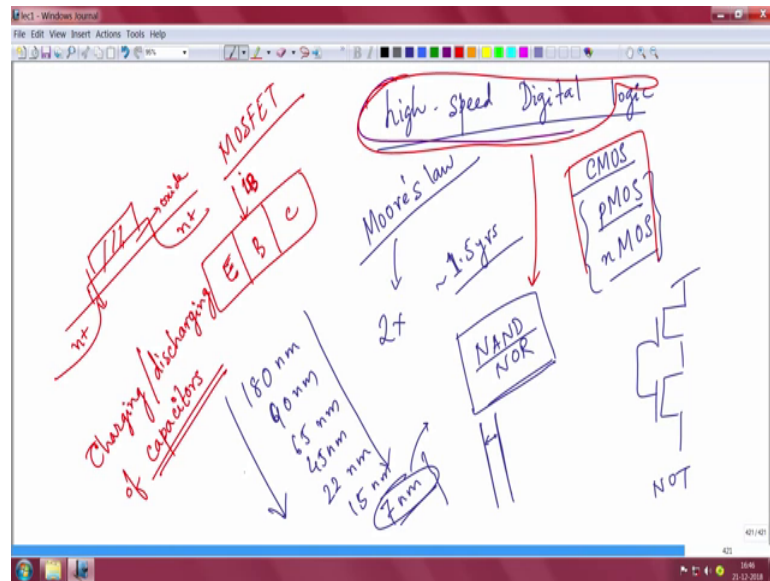 lec1 - Windows Journal
File Edit View Insert Actions Tools Help
96%
high-speed Digital logic
MOSFET
oxide
n+
n+
iB
E B C
Charging/discharging
of capacitors
Moore's law
~1.5yrs
2x
180 nm
90 nm
65 nm
45 nm
22 nm
15 nm
7 nm
NAND
NOR
CMOS
pMOS
nMOS
NOT
421/421
421
16:46
21-12-2018